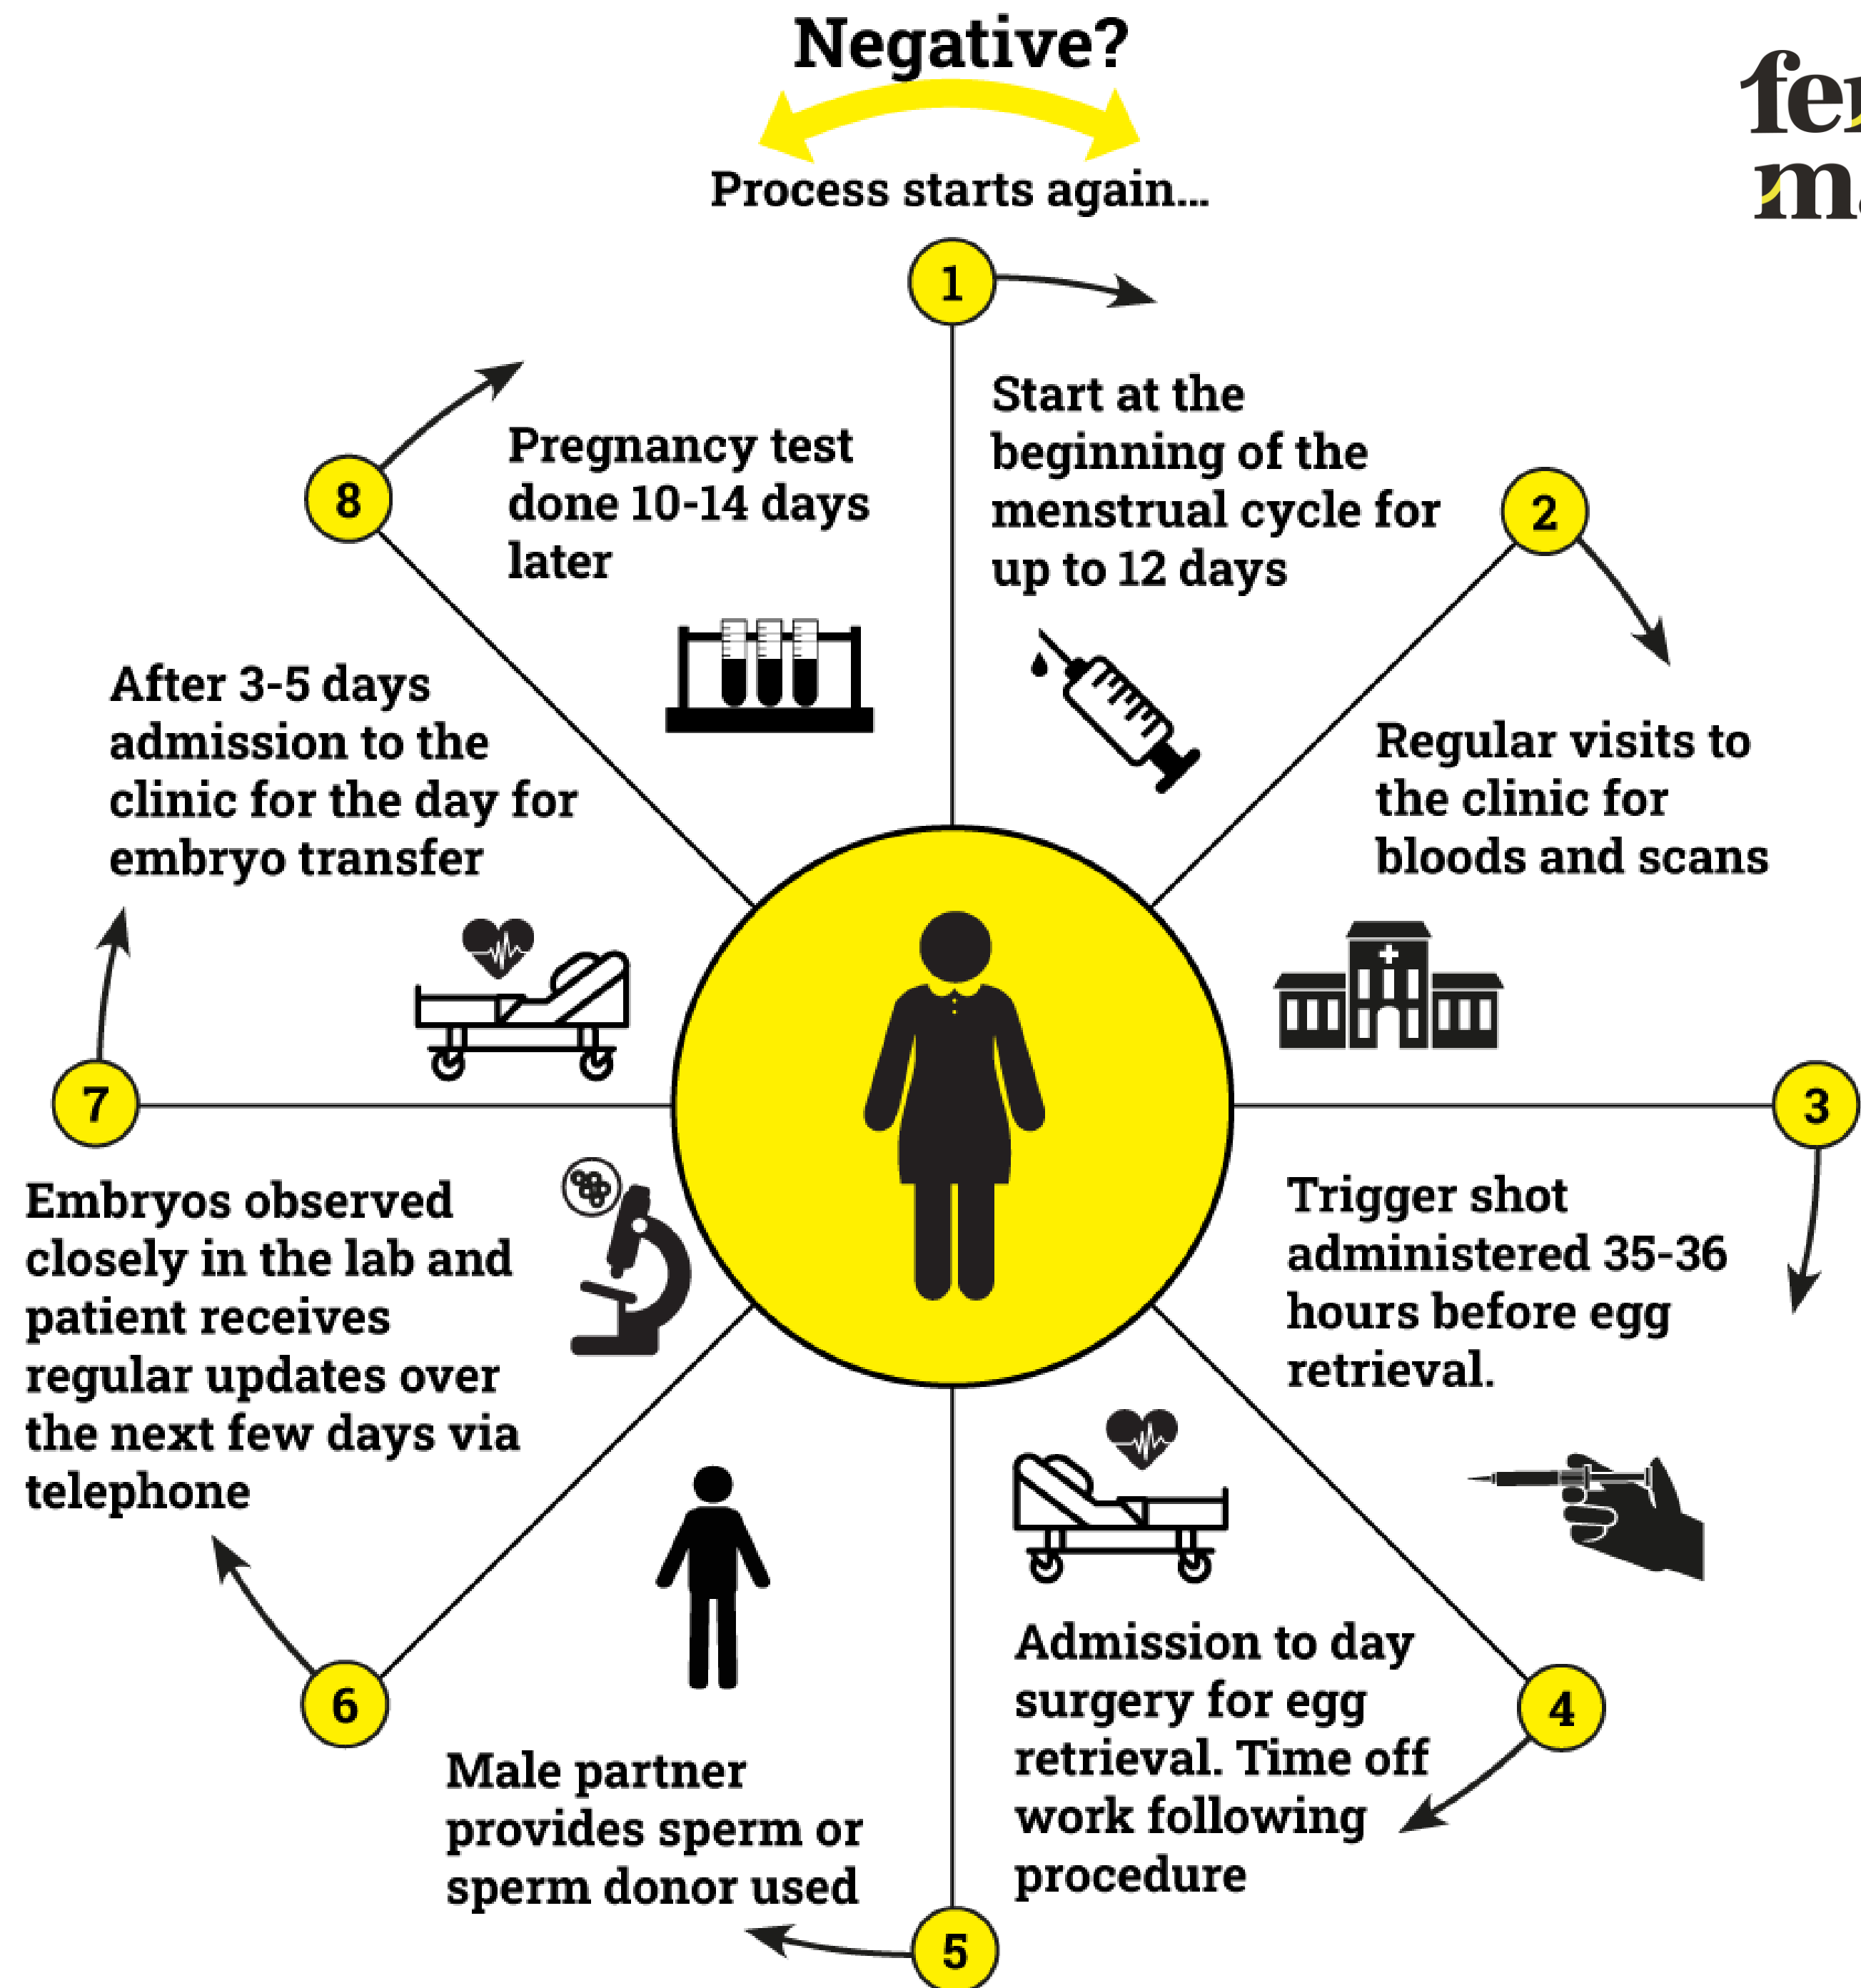 Negative?
Process starts again...
1
Start at the
beginning of the
menstrual cycle for
up to 12 days
2
Regular visits to
the clinic for
bloods and scans
3
Trigger shot
administered 35-36
hours before egg
retrieval.
4
Admission to day
surgery for egg
retrieval. Time off
work following
procedure
5
Male partner
provides sperm or
sperm donor used
6
Embryos observed
closely in the lab and
patient receives
regular updates over
the next few days via
telephone
7
After 3-5 days
admission to the
clinic for the day for
embryo transfer
8
Pregnancy test
done 10-14 days
later